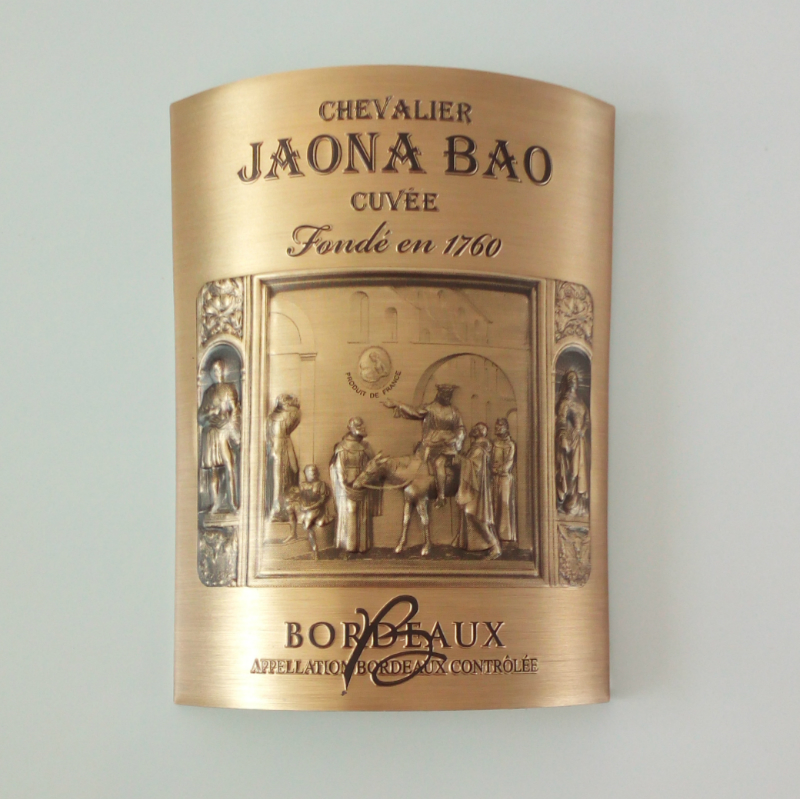 CHEVALIER
JAONA BAO
CUVÉE
Fondé en 1760
PRODUIT DE FRANCE
BORDEAUX
B
APPELLATION BORDEAUX CONTRÔLÉE